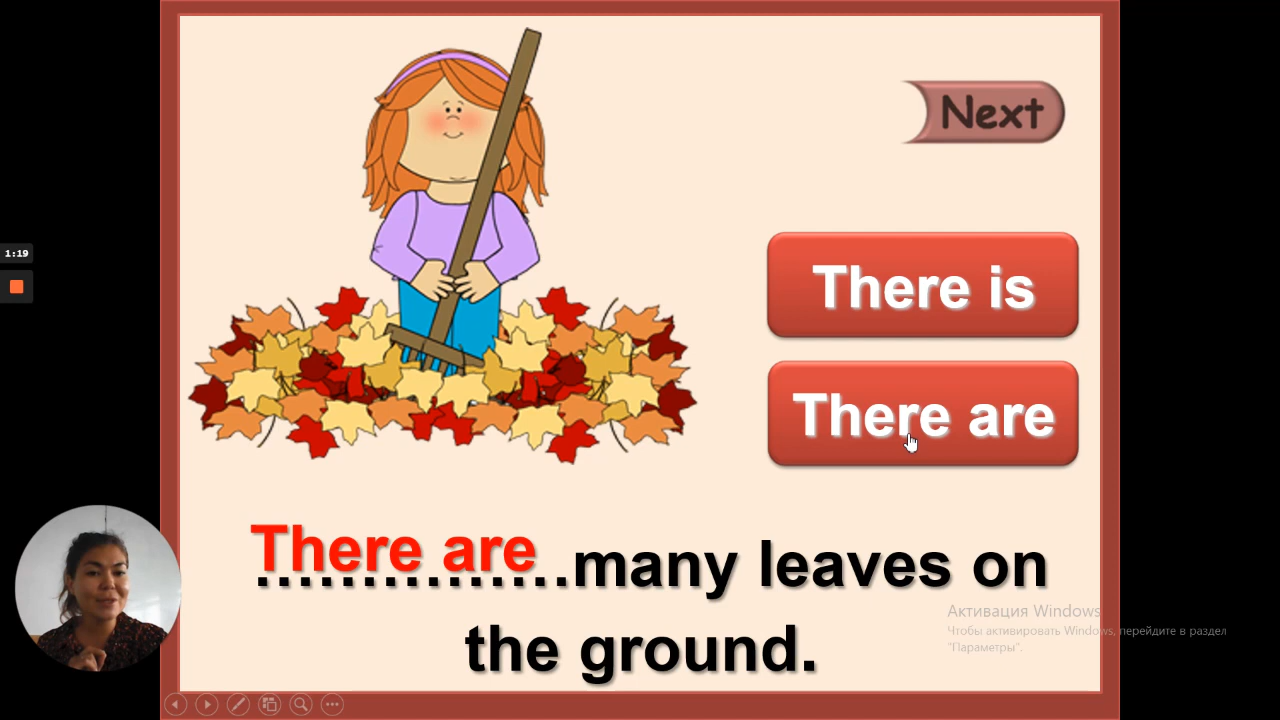 Next
1:19
There is
There are
There are
...............many leaves on
the ground.
Активация Windows
Чтобы активировать Windows, перейдите в раздел
"Параметры".